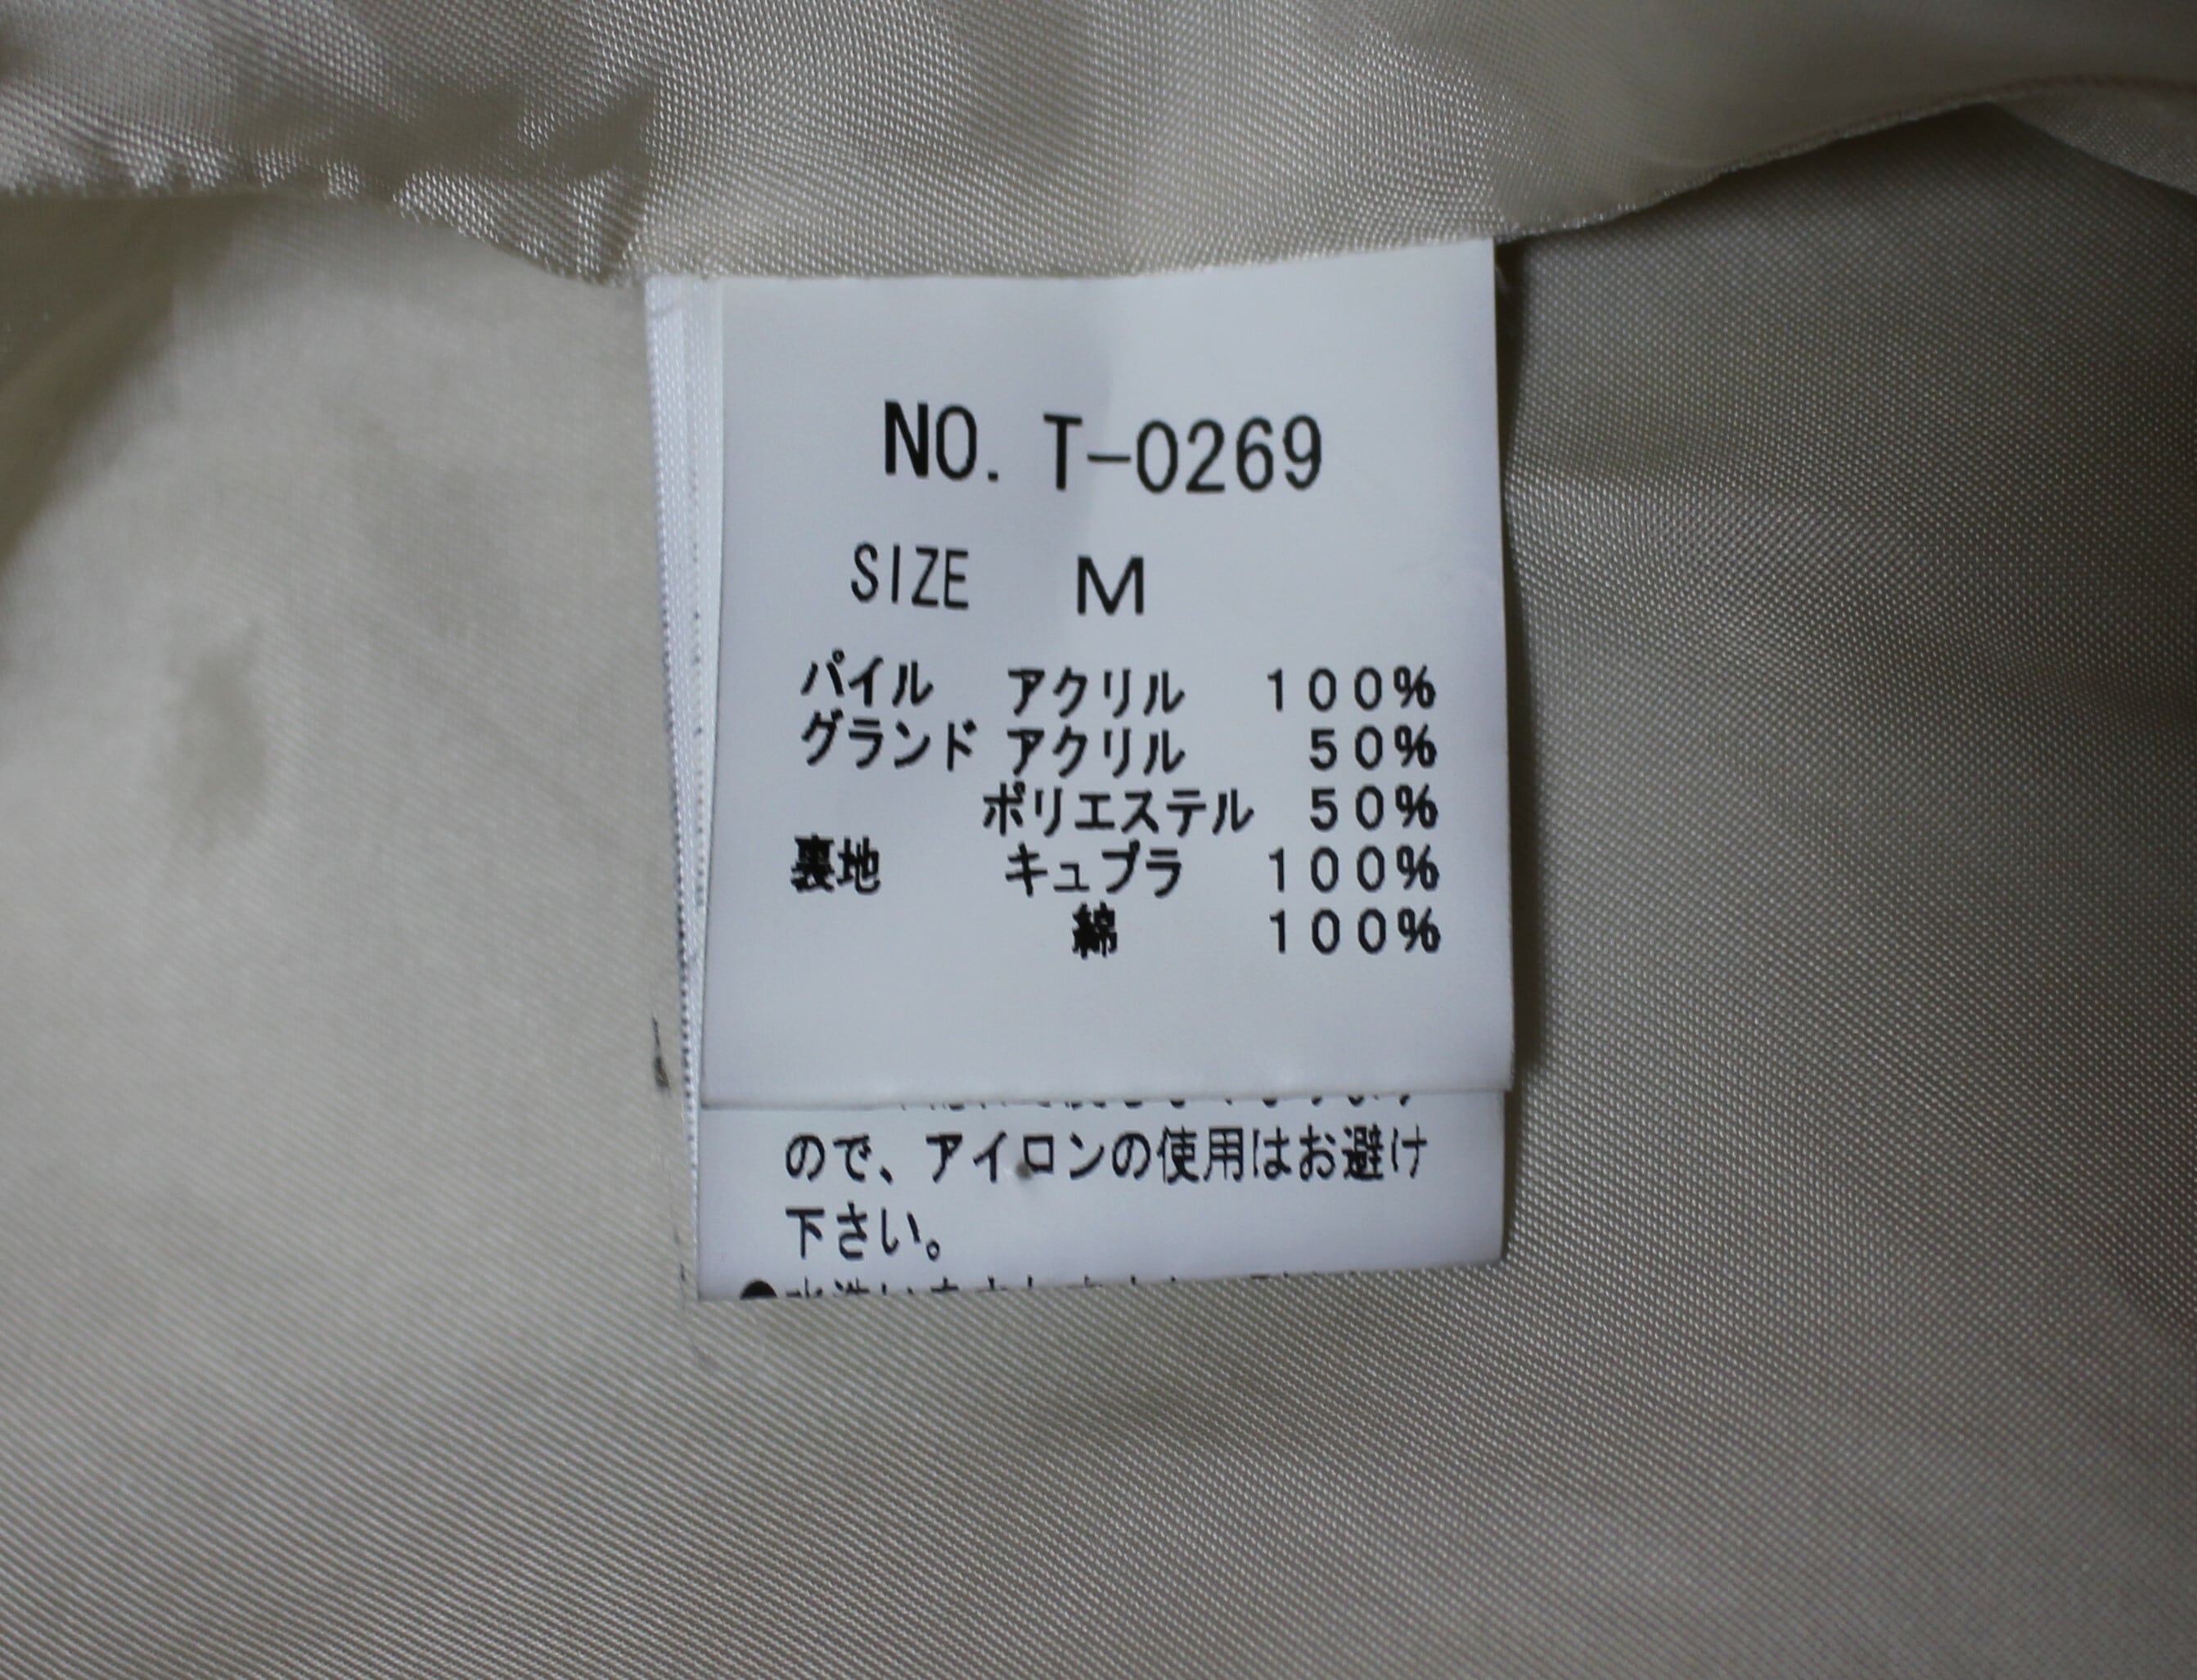 NO. T-0269
SIZE M
パイル アクリル 100%
グランド アクリル 50%
ポリエステル 50%
裏地 キュプラ 100%
綿 100%
ので、アイロンの使用はお避け
下さい。